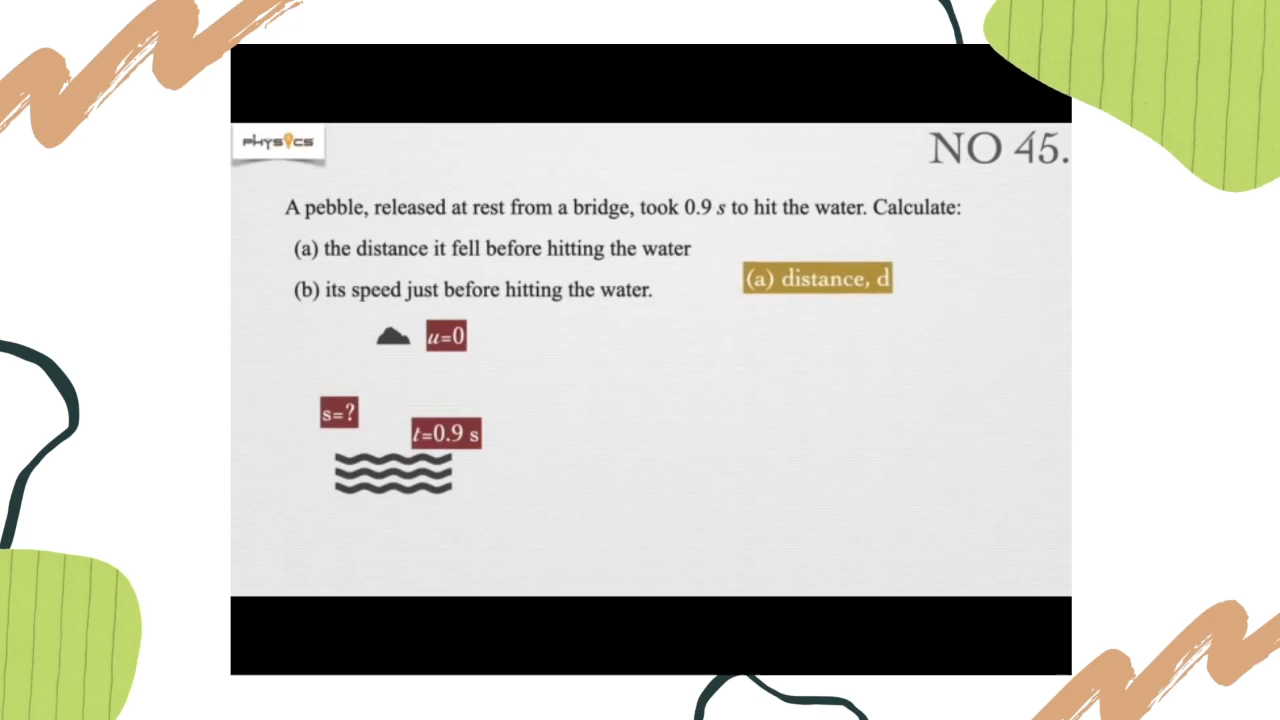 PHYSICS
NO 45.
A pebble, released at rest from a bridge, took 0.9 s to hit the water. Calculate:
(a) the distance it fell before hitting the water
(b) its speed just before hitting the water.
(a) distance, d
u=0
s=?
t=0.9 s